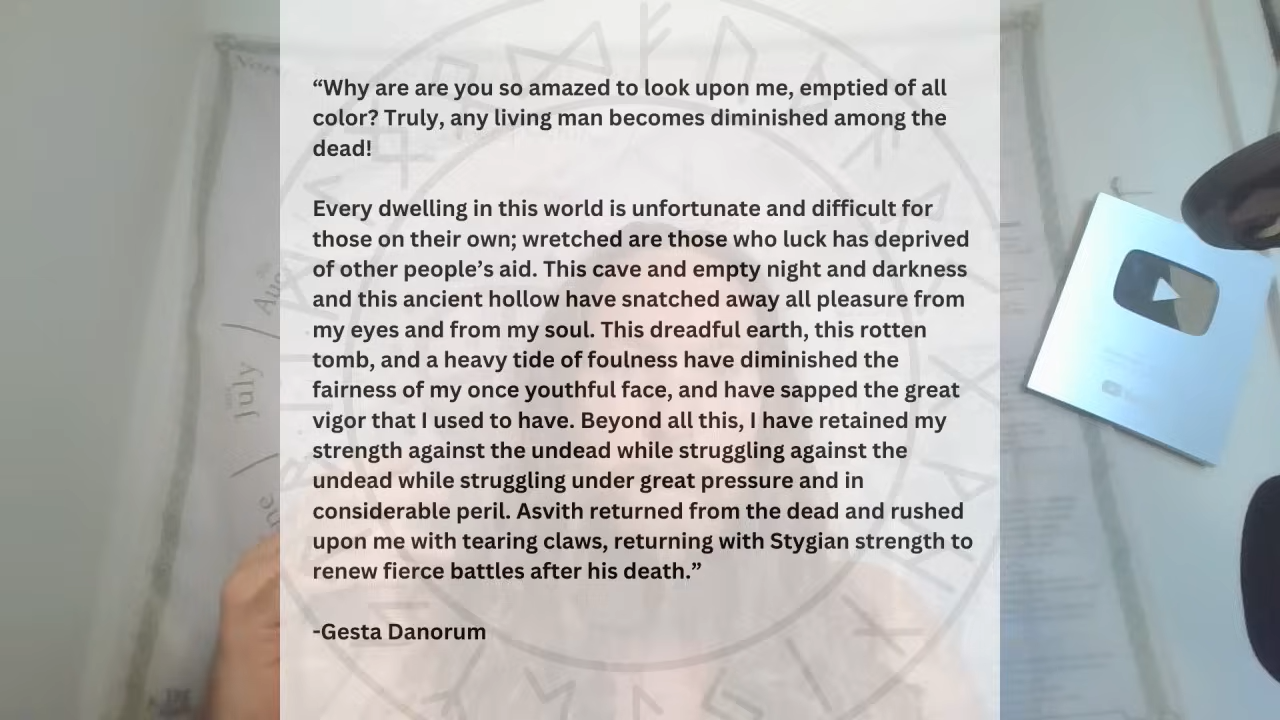 “Why are are you so amazed to look upon me, emptied of all
color? Truly, any living man becomes diminished among the
dead!
Every dwelling in this world is unfortunate and difficult for
those on their own; wretched are those who luck has deprived
of other people’s aid. This cave and empty night and darkness
and this ancient hollow have snatched away all pleasure from
my eyes and from my soul. This dreadful earth, this rotten
tomb, and a heavy tide of foulness have diminished the
fairness of my once youthful face, and have sapped the great
vigor that I used to have. Beyond all this, I have retained my
strength against the undead while struggling against the
undead while struggling under great pressure and in
considerable peril. Asvith returned from the dead and rushed
upon me with tearing claws, returning with Stygian strength to
renew fierce battles after his death.”
-Gesta Danorum
July